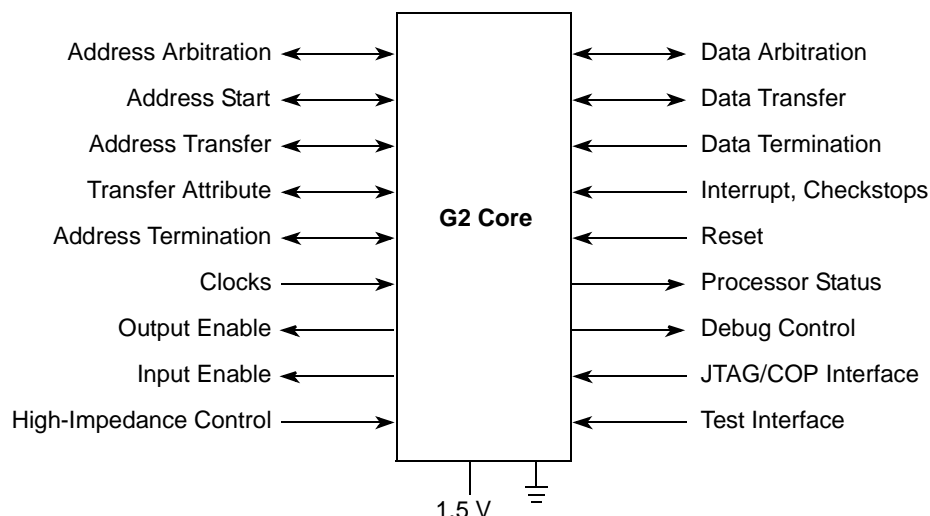 Address Arbitration
Address Start
Address Transfer
Transfer Attribute
Address Termination
Clocks
Output Enable
Input Enable
High-Impedance Control
G2 Core
Data Arbitration
Data Transfer
Data Termination
Interrupt, Checkstops
Reset
Processor Status
Debug Control
JTAG/COP Interface
Test Interface
1.5 V